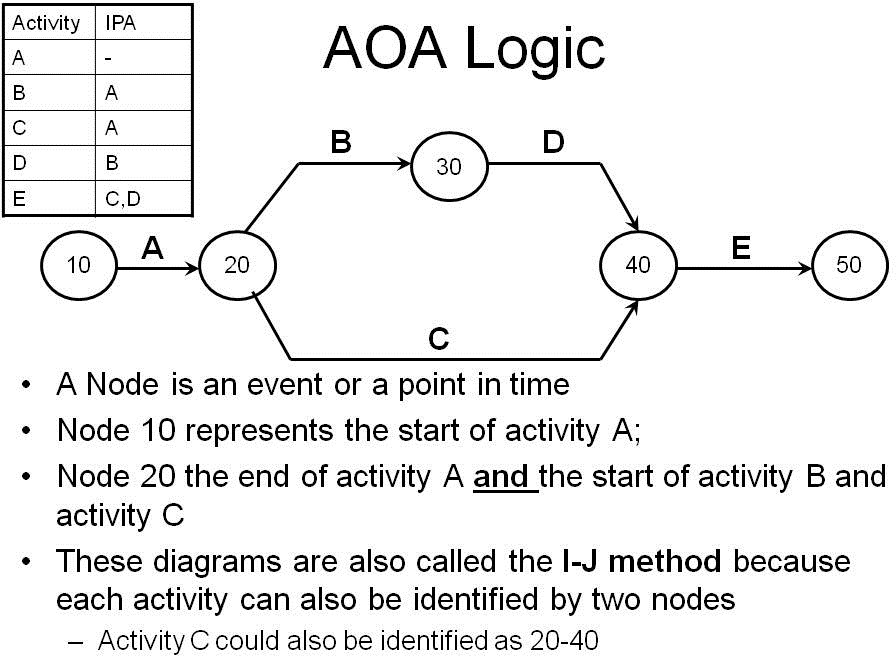 AOA Logic
Activity IPA
A -
B A
C A
D B
E C,D
B
D
30
A
E
10
20
40
50
C
• A Node is an event or a point in time
• Node 10 represents the start of activity A;
• Node 20 the end of activity A and the start of activity B and
activity C
• These diagrams are also called the I-J method because
each activity can also be identified by two nodes
– Activity C could also be identified as 20-40